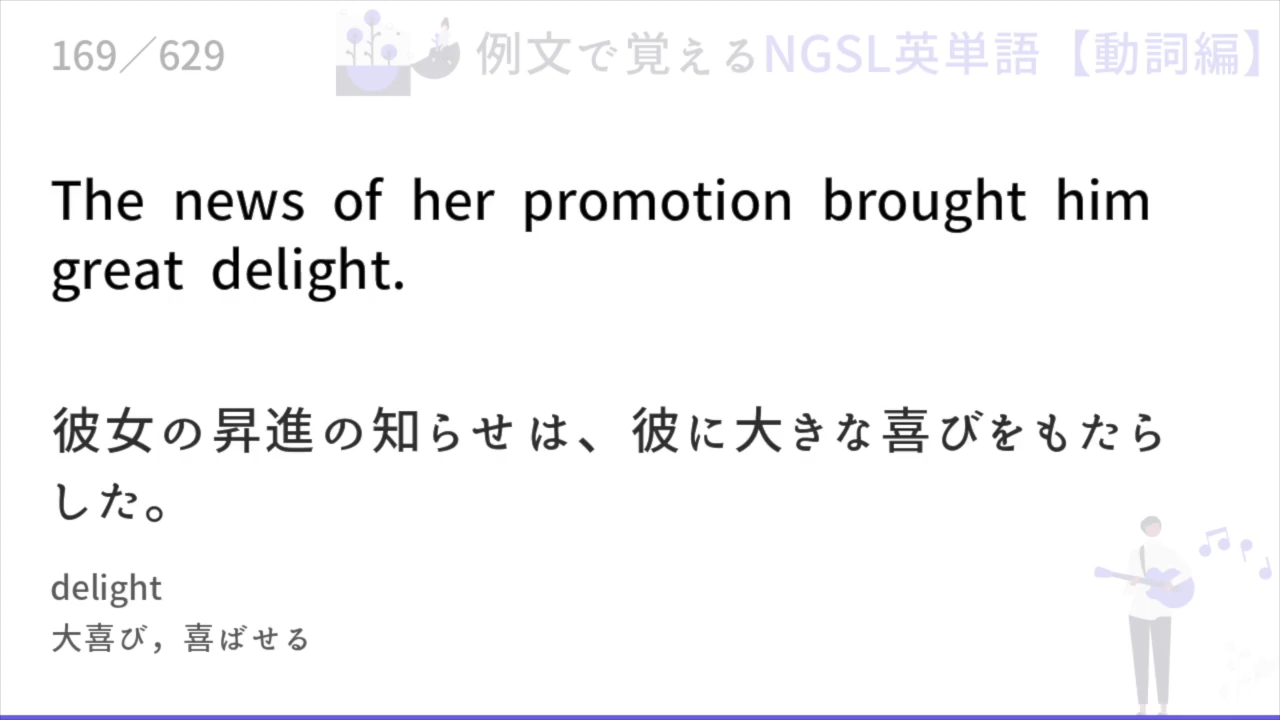 169／629
例文で覚えるNGSL英単語【動詞編】
The news of her promotion brought him
great delight.
彼女の昇進の知らせは、彼に大きな喜びをもたら
した。
delight
大喜び，喜ばせる